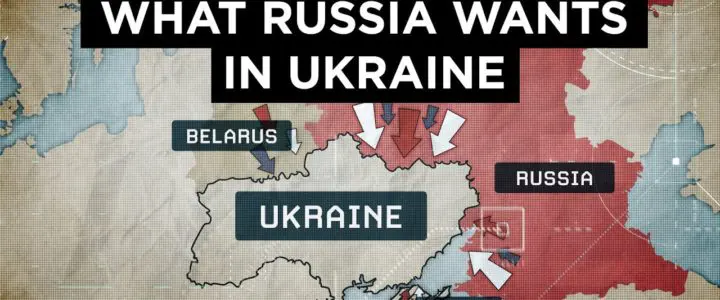 WHAT RUSSIA WANTS
IN UKRAINE
BELARUS
RUSSIA
UKRAINE